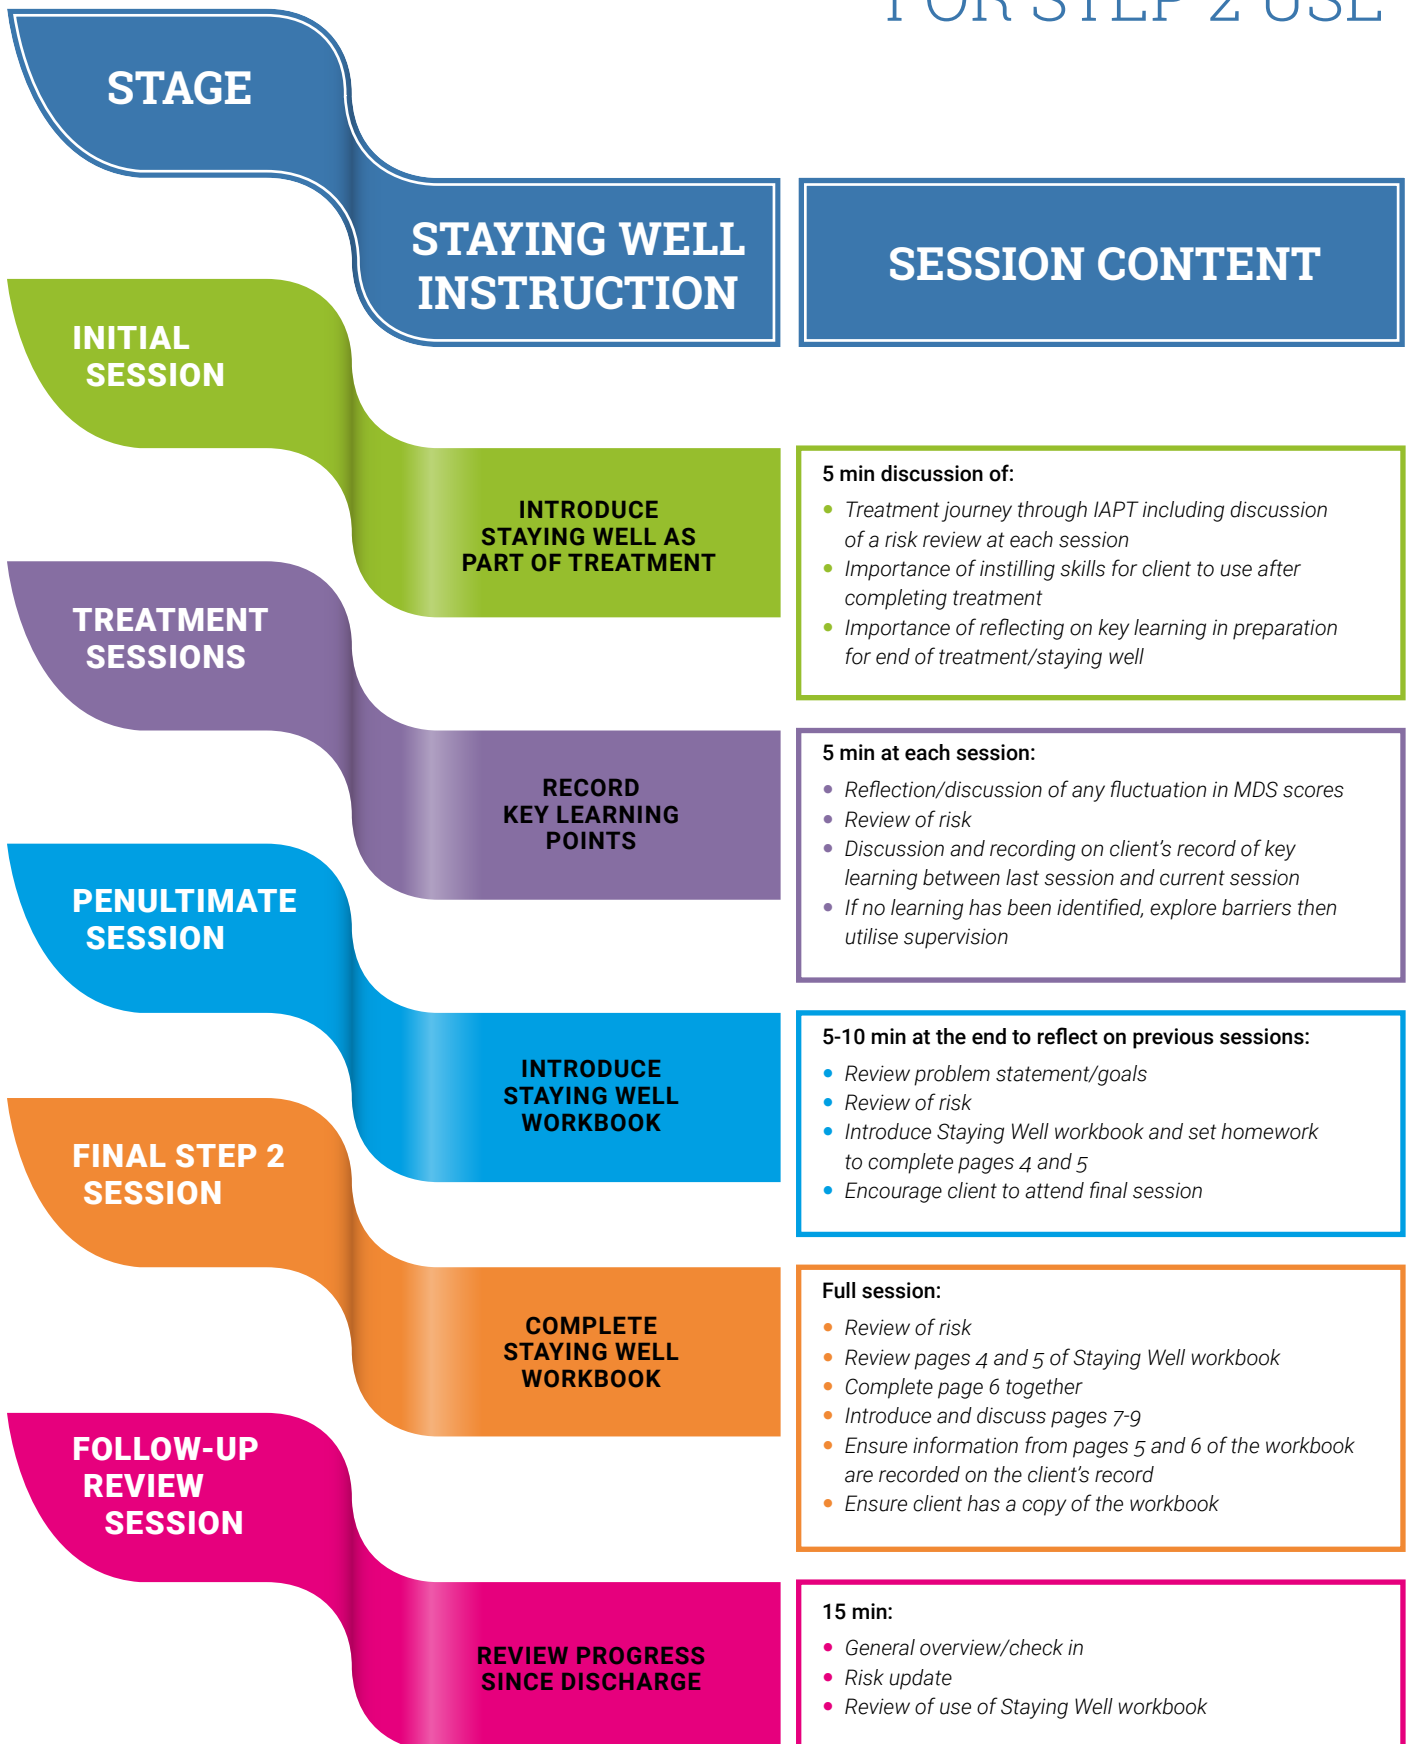 FOR STEP 2 USE
STAGE
STAYING WELL
INSTRUCTION
SESSION CONTENT
INITIAL
SESSION
INTRODUCE
STAYING WELL AS
PART OF TREATMENT
5 min discussion of:
• Treatment journey through IAPT including discussion
of a risk review at each session
• Importance of instilling skills for client to use after
completing treatment
• Importance of reflecting on key learning in preparation
for end of treatment/staying well
TREATMENT
SESSIONS
RECORD
KEY LEARNING
POINTS
5 min at each session:
• Reflection/discussion of any fluctuation in MDS scores
• Review of risk
• Discussion and recording on client's record of key
learning between last session and current session
• If no learning has been identified, explore barriers then
utilise supervision
PENULTIMATE
SESSION
INTRODUCE
STAYING WELL
WORKBOOK
5-10 min at the end to reflect on previous sessions:
• Review problem statement/goals
• Review of risk
• Introduce Staying Well workbook and set homework
to complete pages 4 and 5
• Encourage client to attend final session
FINAL STEP 2
SESSION
COMPLETE
STAYING WELL
WORKBOOK
Full session:
• Review of risk
• Review pages 4 and 5 of Staying Well workbook
• Complete page 6 together
• Introduce and discuss pages 7-9
• Ensure information from pages 5 and 6 of the workbook
are recorded on the client's record
• Ensure client has a copy of the workbook
FOLLOW-UP
REVIEW
SESSION
REVIEW PROGRESS
SINCE DISCHARGE
15 min:
• General overview/check in
• Risk update
• Review of use of Staying Well workbook